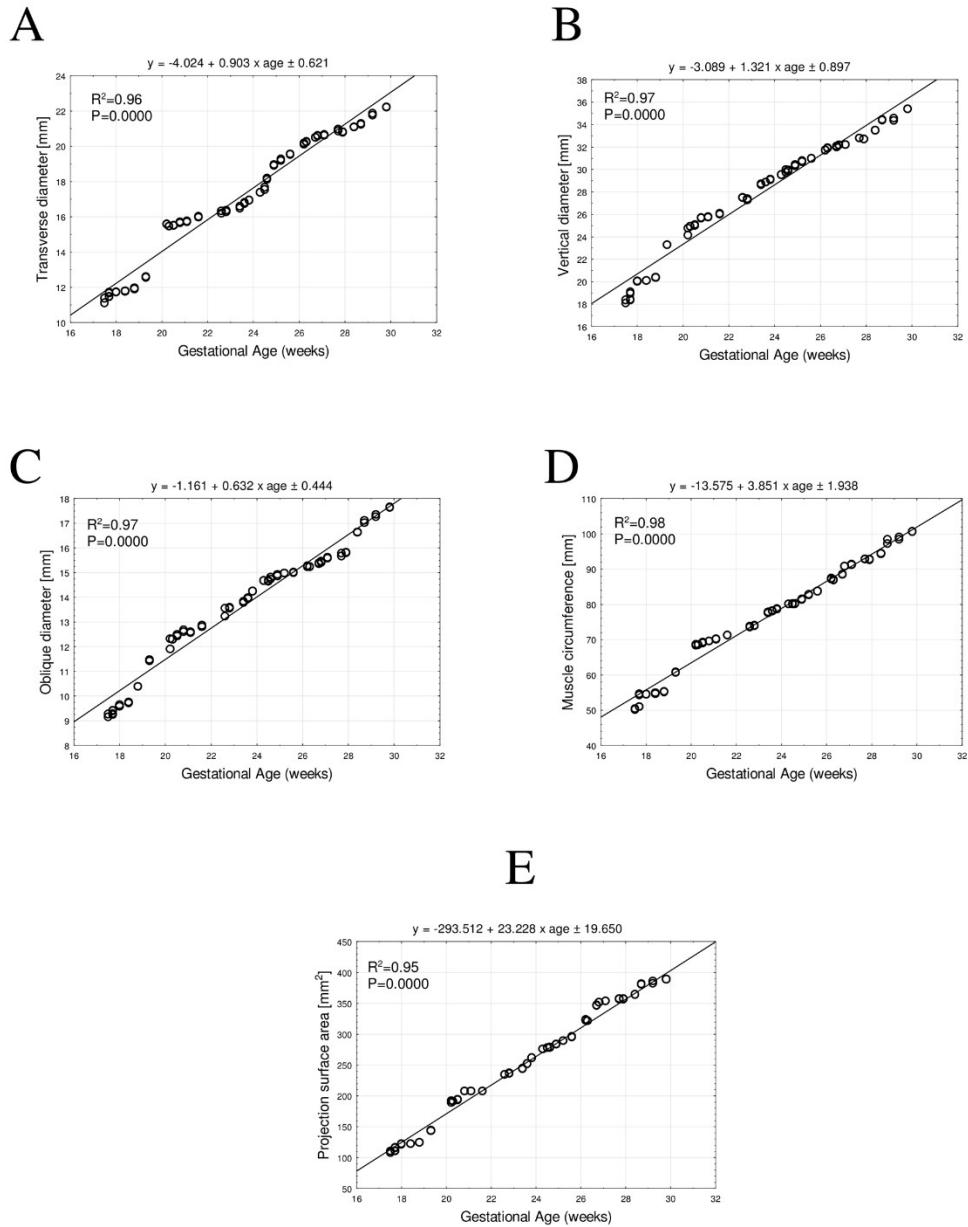 A
y = -4.024 + 0.903 x age ± 0.621
R²=0.96
P=0.0000
Transverse diameter [mm]
24
22
20
18
16
14
12
10
16 18 20 22 24 26 28 30 32
Gestational Age (weeks)
B
y = -3.089 + 1.321 x age ± 0.897
R²=0.97
P=0.0000
Vertical diameter [mm]
38
36
34
32
30
28
26
24
22
20
18
16
16 18 20 22 24 26 28 30 32
Gestational Age (weeks)
C
y = -1.161 + 0.632 x age ± 0.444
R²=0.97
P=0.0000
Oblique diameter [mm]
18
17
16
15
14
13
12
11
10
9
8
16 18 20 22 24 26 28 30 32
Gestational Age (weeks)
D
y = -13.575 + 3.851 x age ± 1.938
R²=0.98
P=0.0000
Muscle circumference [mm]
110
100
90
80
70
60
50
40
16 18 20 22 24 26 28 30 32
Gestational Age (weeks)
E
y = -293.512 + 23.228 x age ± 19.650
R²=0.95
P=0.0000
Projection surface area [mm²]
450
400
350
300
250
200
150
100
50
16 18 20 22 24 26 28 30 32
Gestational Age (weeks)